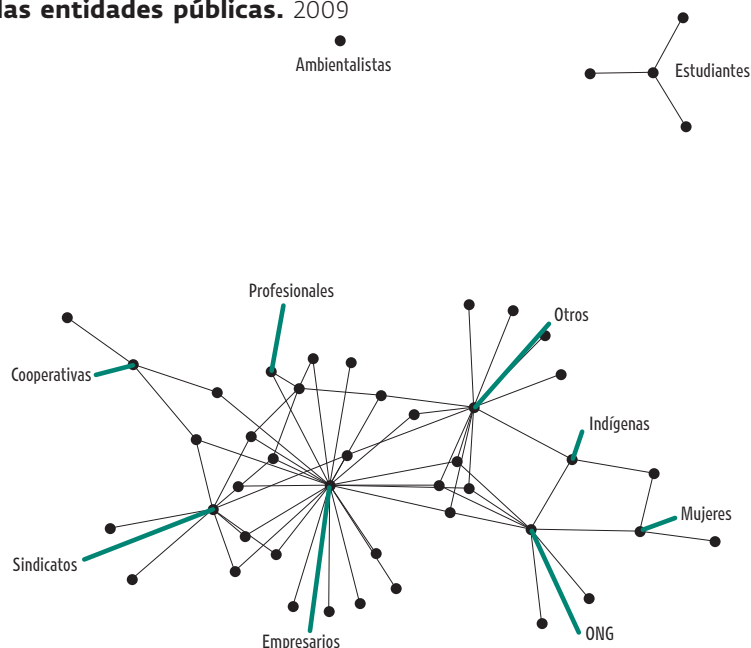 las entidades públicas. 2009
Ambientalistas
Estudiantes
Profesionales
Otros
Cooperativas
Indígenas
Mujeres
Sindicatos
Empresarios
ONG